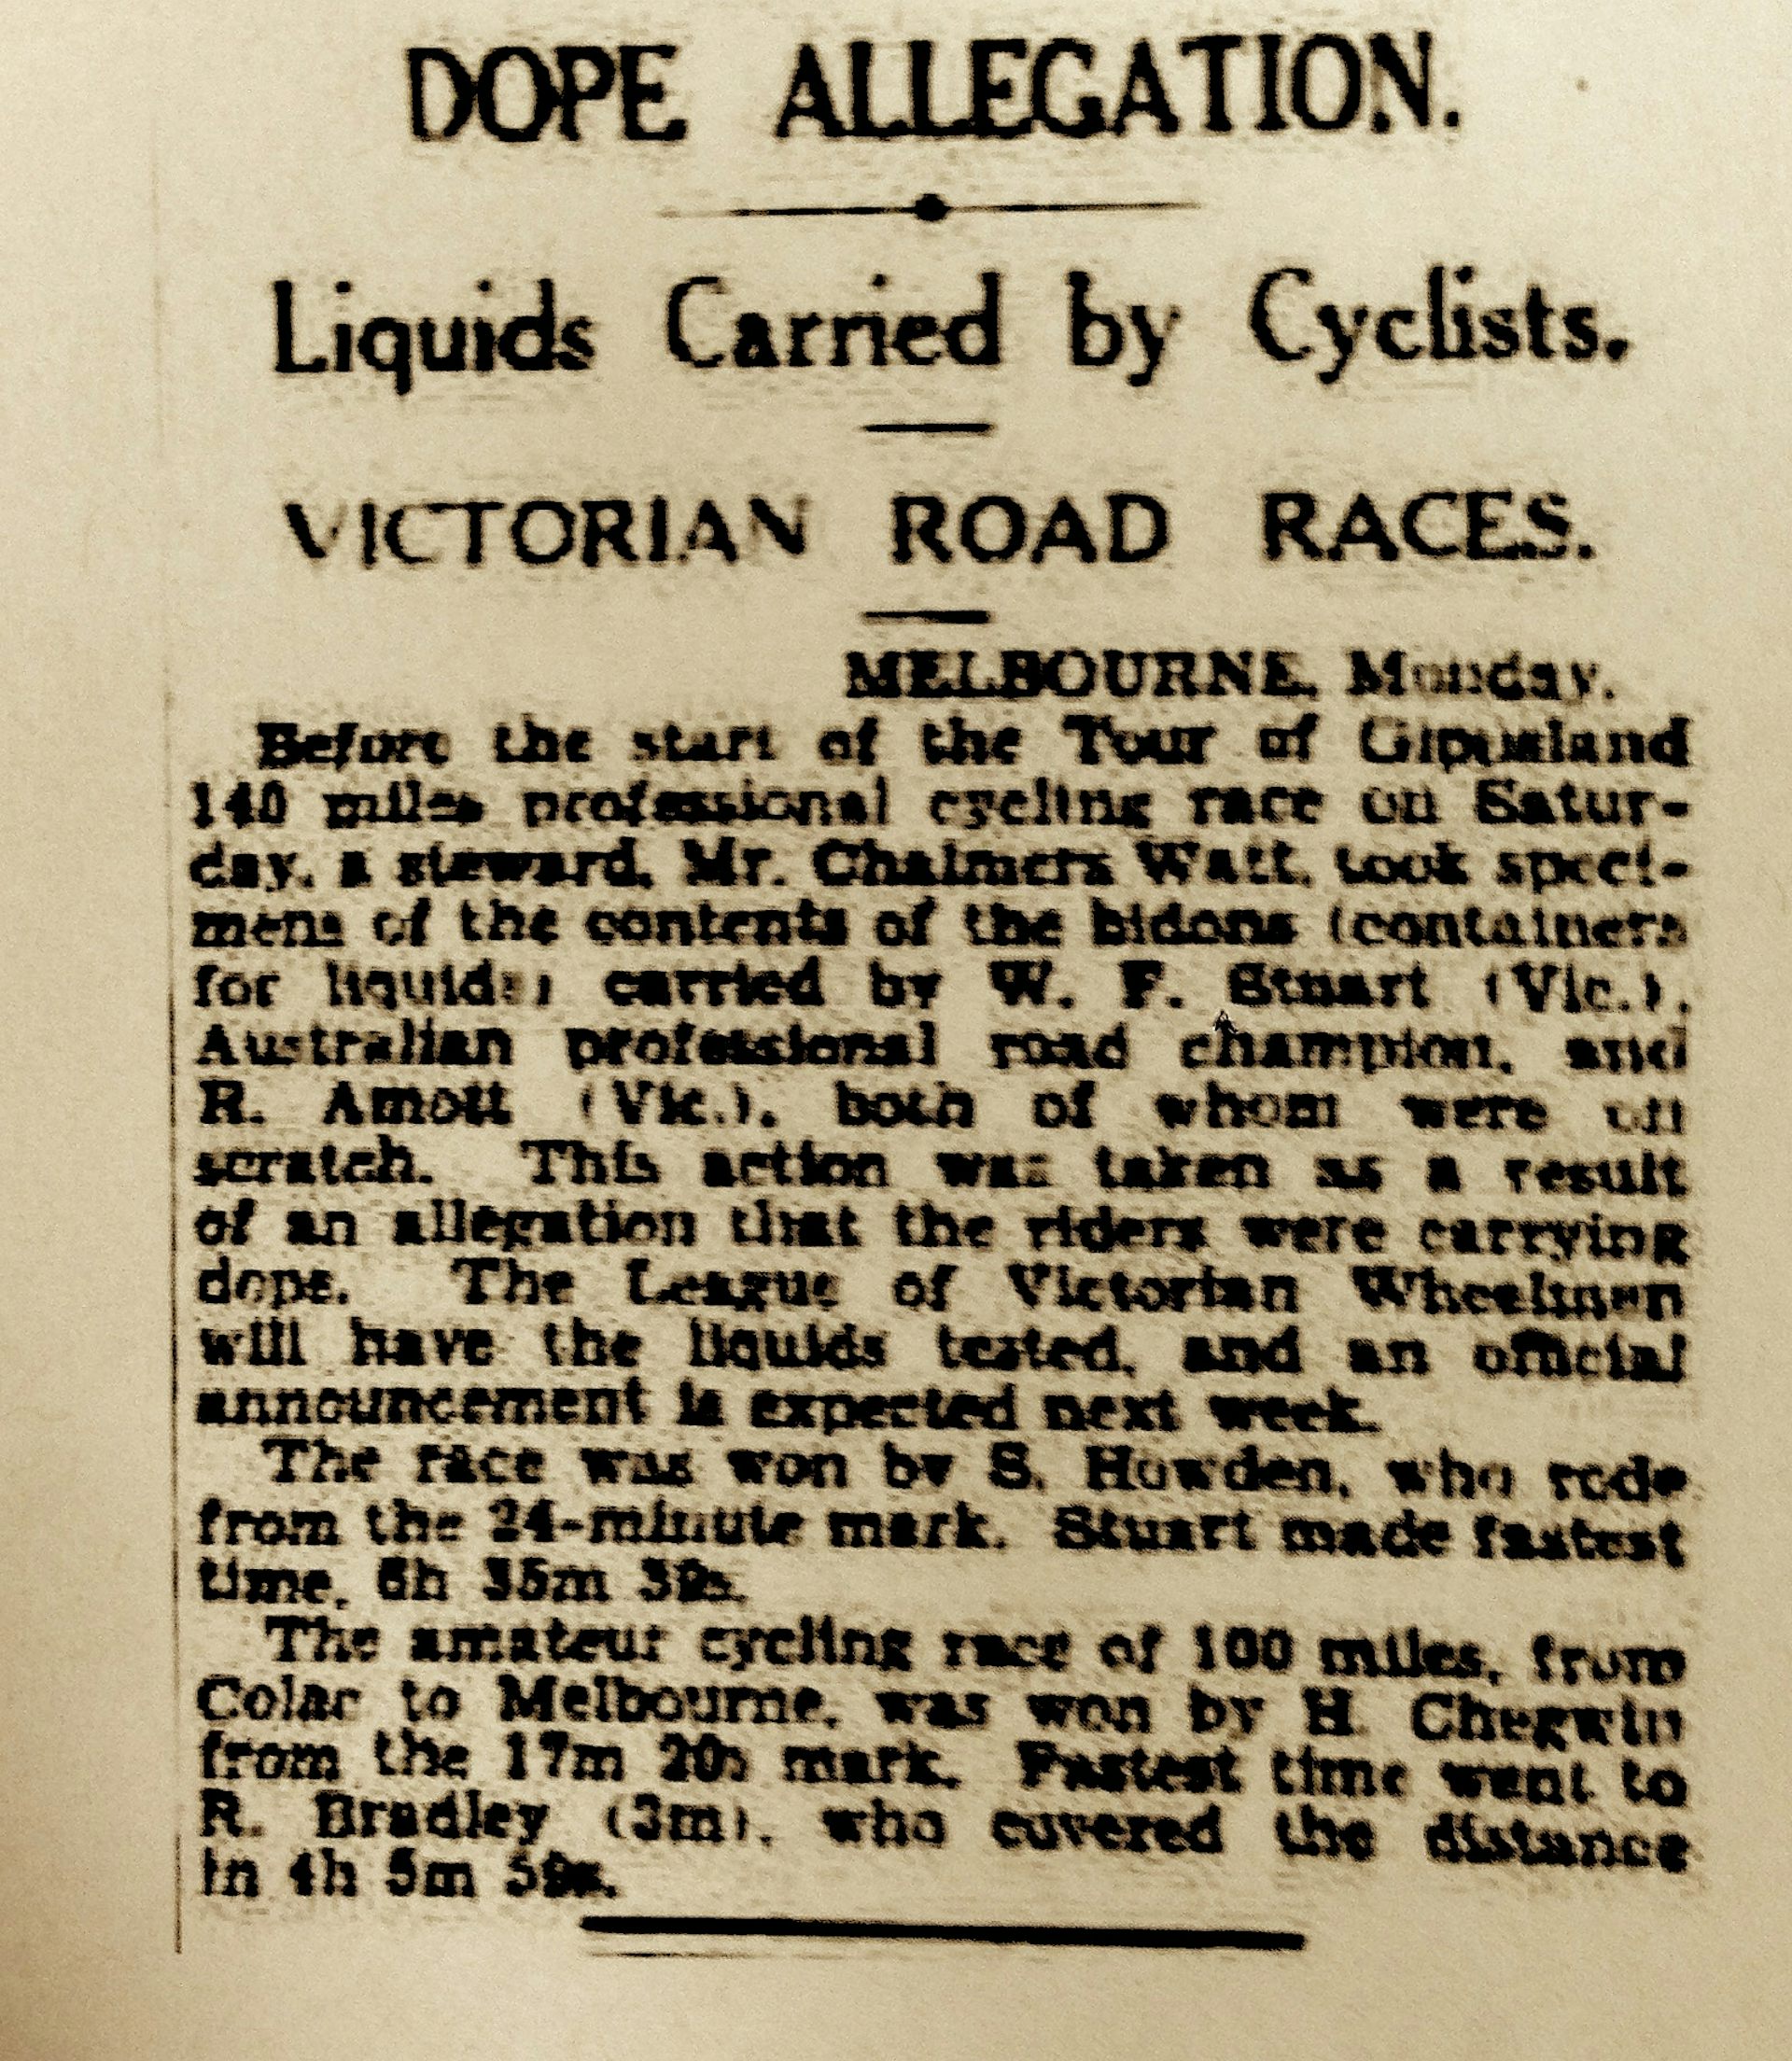 DOPE ALLEGATION.
Liquids Carried by Cyclists.
VICTORIAN ROAD RACES.
MELBOURNE, Monday.
Before the start of the Tour of Gippsland
140 miles professional cycling race on Satur-
day, a steward, Mr. Chalmers Watt, took speci-
mens of the contents of the bidons (containers
for liquids) carried by W. F. Stuart (Vic.),
Australian professional road champion, and
R. Amott (Vic.), both of whom were off
scratch. This action was taken as a result
of an allegation that the riders were carrying
dope. The League of Victorian Wheelmen
will have the liquids tested, and an official
announcement is expected next week.
The race was won by S. Howden, who rode
from the 24-minute mark. Stuart made fastest
time, 6h 35m
The amateur cycling race of 100 miles, from
Colac to Melbourne, was won by H. Chegwin
from the 17m 20s mark. Fastest time went to
R. Bradley (3m), who covered the distance
in 4h 5m